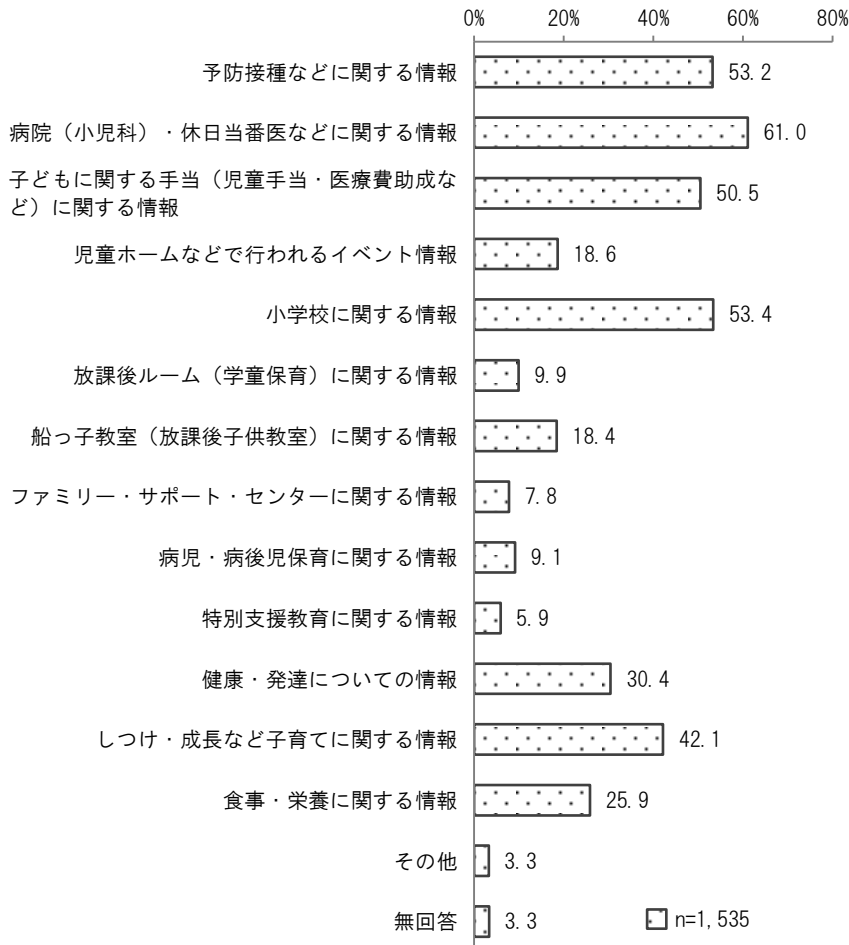 0% 20% 40% 60% 80%
予防接種などに関する情報 53.2
病院（小児科）・休日当番医などに関する情報 61.0
子どもに関する手当（児童手当・医療費助成な
ど）に関する情報 50.5
児童ホームなどで行われるイベント情報 18.6
小学校に関する情報 53.4
放課後ルーム（学童保育）に関する情報 9.9
船っ子教室（放課後子供教室）に関する情報 18.4
ファミリー・サポート・センターに関する情報 7.8
病児・病後児保育に関する情報 9.1
特別支援教育に関する情報 5.9
健康・発達についての情報 30.4
しつけ・成長など子育てに関する情報 42.1
食事・栄養に関する情報 25.9
その他 3.3
無回答 3.3 n=1,535